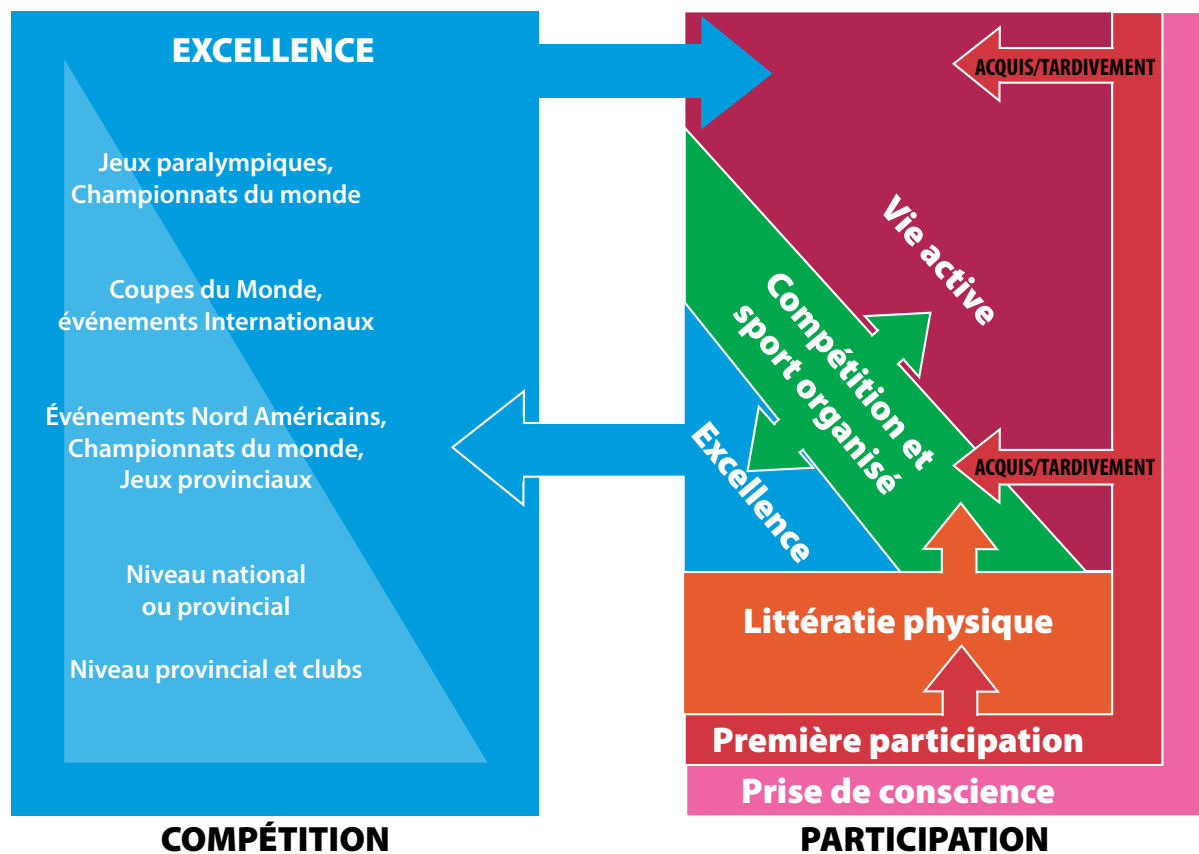 EXCELLENCE
Jeux paralympiques,
Championnats du monde
Coupes du Monde,
événements Internationaux
Événements Nord Américains,
Championnats du monde,
Jeux provinciaux
Niveau national
ou provincial
Niveau provincial et clubs
COMPÉTITION
ACQUIS/TARDIVEMENT
Vie active
Compétition et
sport organisé
ACQUIS/TARDIVEMENT
Excellence
Littératie physique
Première participation
Prise de conscience
PARTICIPATION